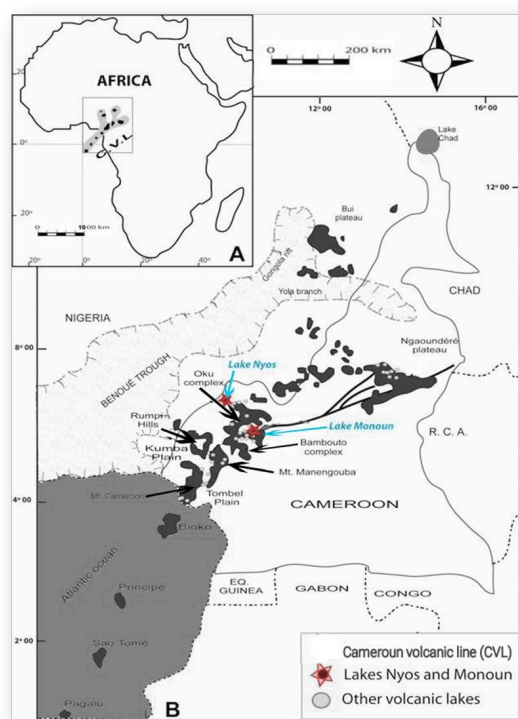 N
0
200 km
AFRICA
20°
0°
20°
V.L
0
1000 km
0°
20°
40°
A
12°00
16°00
Lake
Chad
12°00
Bui
plateau
Gongola rift
Yola branch
CHAD
NIGERIA
BENOUE TROUGH
8°00
Ngaoundéré
plateau
Lake Nyos
Oku
complex
Rumpi
Hills
Lake Monoun
R. C. A.
Kumba
Plain
Bambouto
complex
Mt. Manengouba
Mt. Cameroon
Tombel
Plain
CAMEROON
4°00
Bioko
Atlantic ocean
EQ.
GUINEA
GABON
CONGO
Principé
2°00
Sao Tomé
Pagalú
B
Cameroun volcanic line (CVL)
Lakes Nyos and Monoun
Other volcanic lakes